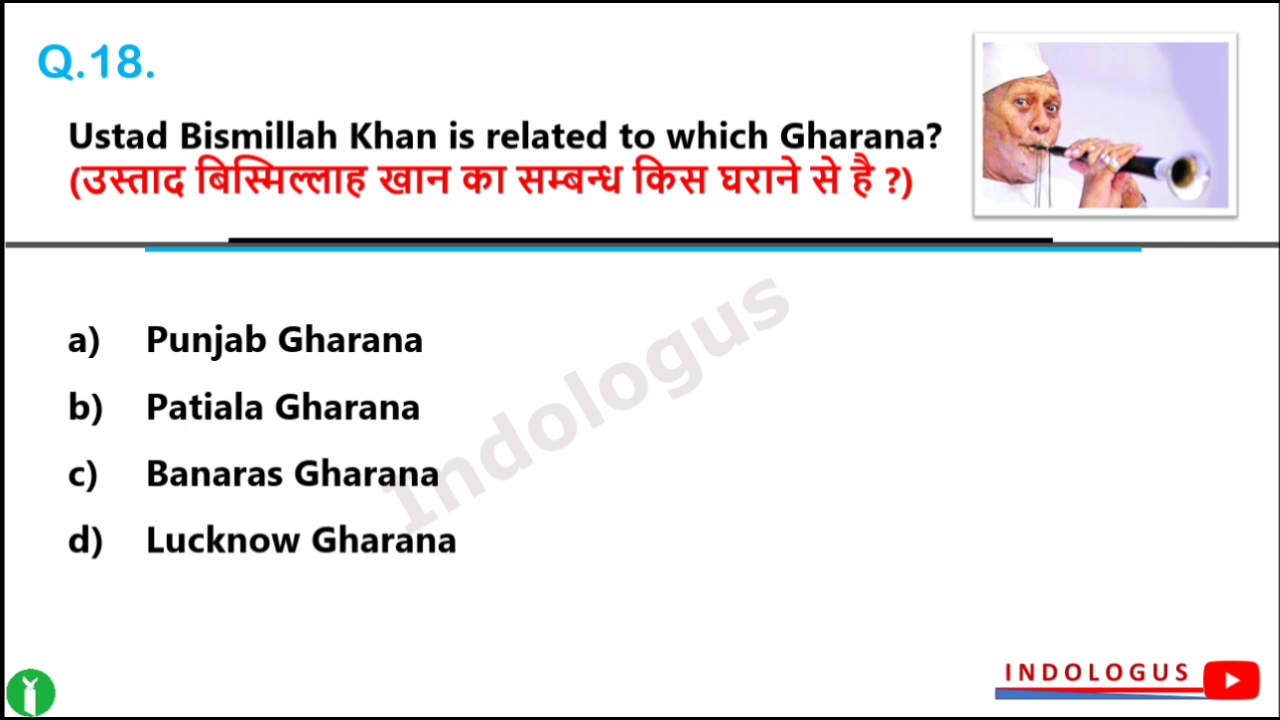 Q.18.
Ustad Bismillah Khan is related to which Gharana?
(उस्ताद बिस्मिल्लाह खान का सम्बन्ध किस घराने से है ?)
a) Punjab Gharana
b) Patiala Gharana
c) Banaras Gharana
d) Lucknow Gharana
Indologus
INDOLOGUS